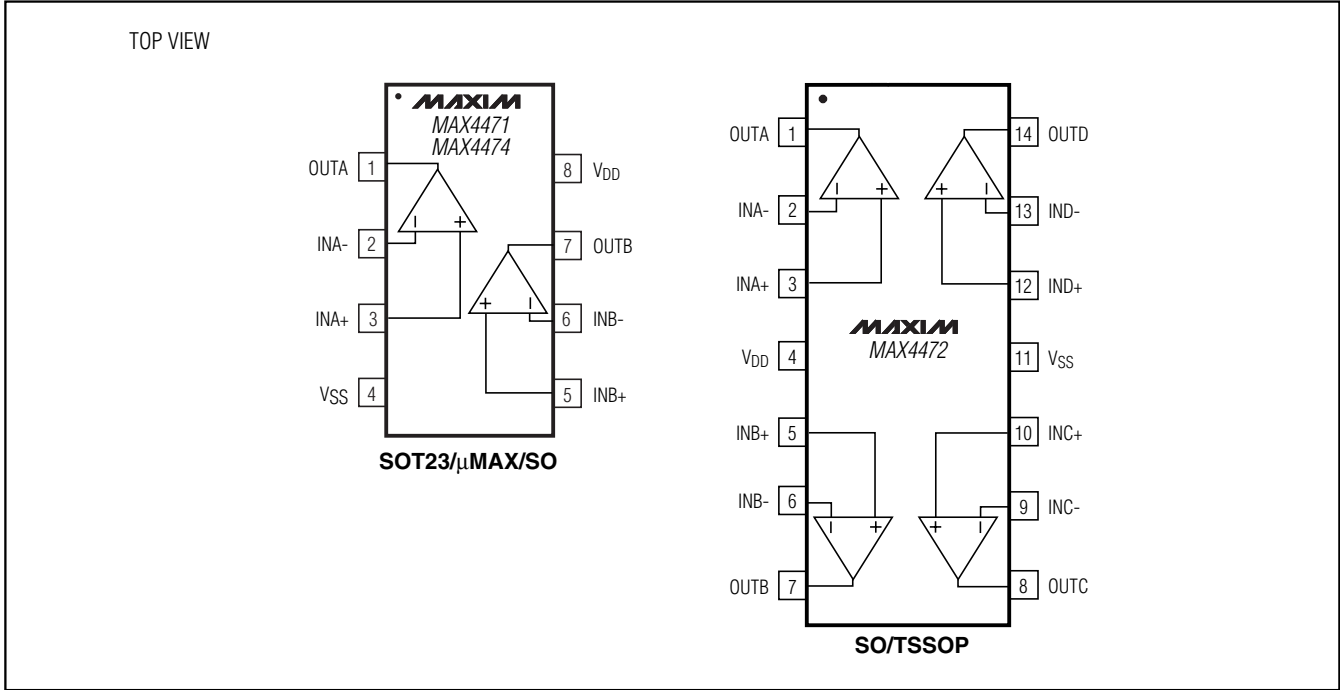 TOP VIEW
MAXIM
MAX4471
MAX4474
OUTA 1
INA- 2
INA+ 3
VSS 4
8 VDD
7 OUTB
6 INB-
5 INB+
- +
+ -
SOT23/μMAX/SO
MAXIM
MAX4472
OUTA 1
INA- 2
INA+ 3
VDD 4
INB+ 5
INB- 6
OUTB 7
14 OUTD
13 IND-
12 IND+
11 VSS
10 INC+
9 INC-
8 OUTC
- +
+ -
- +
+ -
SO/TSSOP